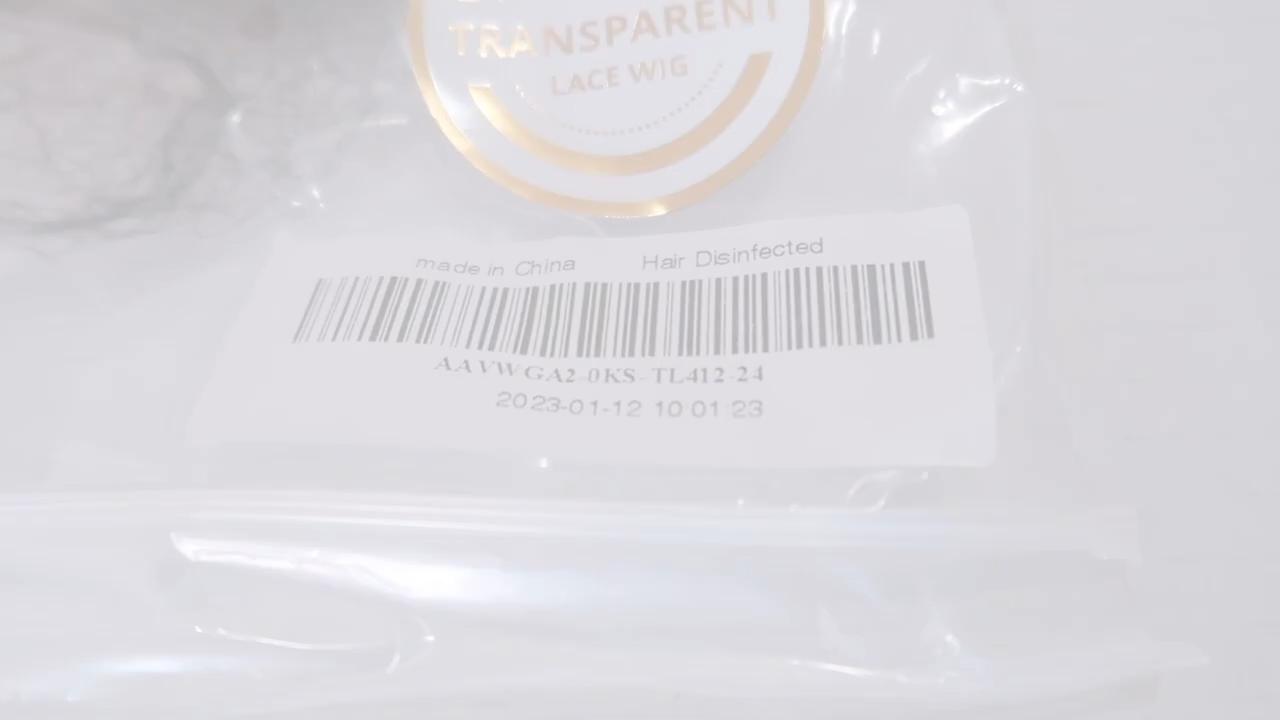 TRANSPARENT
LACE WIG
made in China Hair Disinfected
AAVWGA2-0KS-TL412-24
2023-01-12 10:01:23